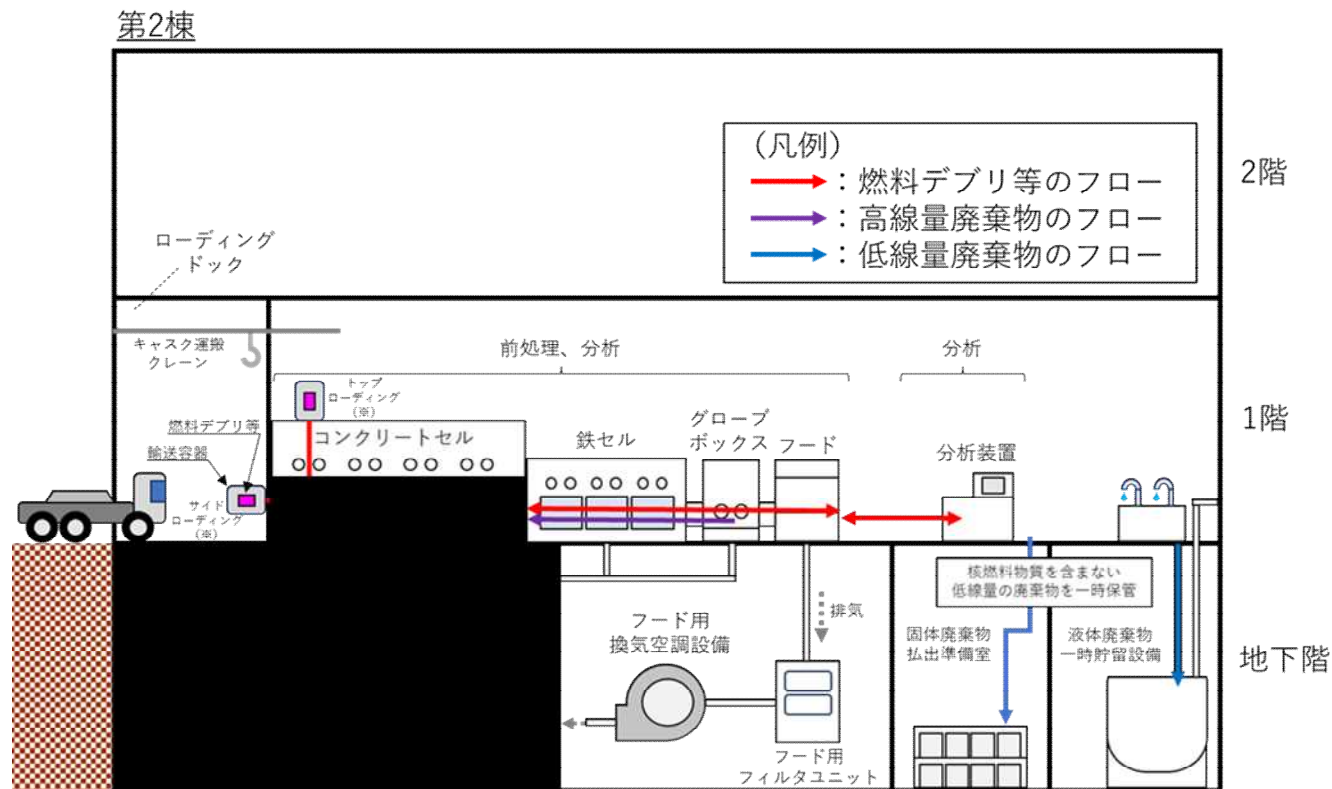 第2棟
（凡例）
：燃料デブリ等のフロー
：高線量廃棄物のフロー
：低線量廃棄物のフロー
2階
ローディング
ドック
キャスク運搬
クレーン
前処理、分析
分析
トップ
ローディング
（※）
燃料デブリ等
輸送容器
サイド
ローディング
（※）
コンクリートセル
鉄セル
グローブ
ボックス
フード
分析装置
1階
核燃料物質を含まない
低線量の廃棄物を一時保管
フード用
換気空調設備
排気
固体廃棄物
払出準備室
液体廃棄物
一時貯留設備
地下階
フード用
フィルタユニット